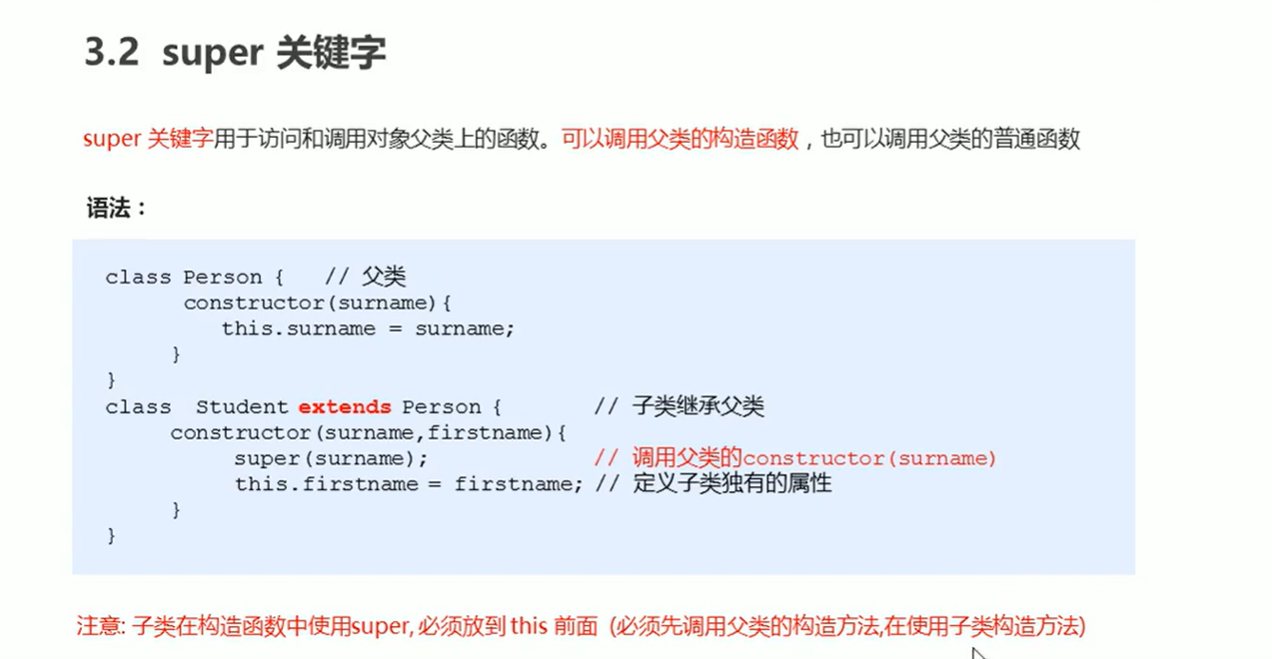 3.2 super 关键字
super 关键字用于访问和调用对象父类上的函数。可以调用父类的构造函数，也可以调用父类的普通函数
语法：
class Person { // 父类
constructor(surname){
this.surname = surname;
}
}
class Student extends Person { // 子类继承父类
constructor(surname,firstname){
super(surname); // 调用父类的constructor(surname)
this.firstname = firstname; // 定义子类独有的属性
}
}
注意: 子类在构造函数中使用super, 必须放到 this 前面 (必须先调用父类的构造方法,在使用子类构造方法)